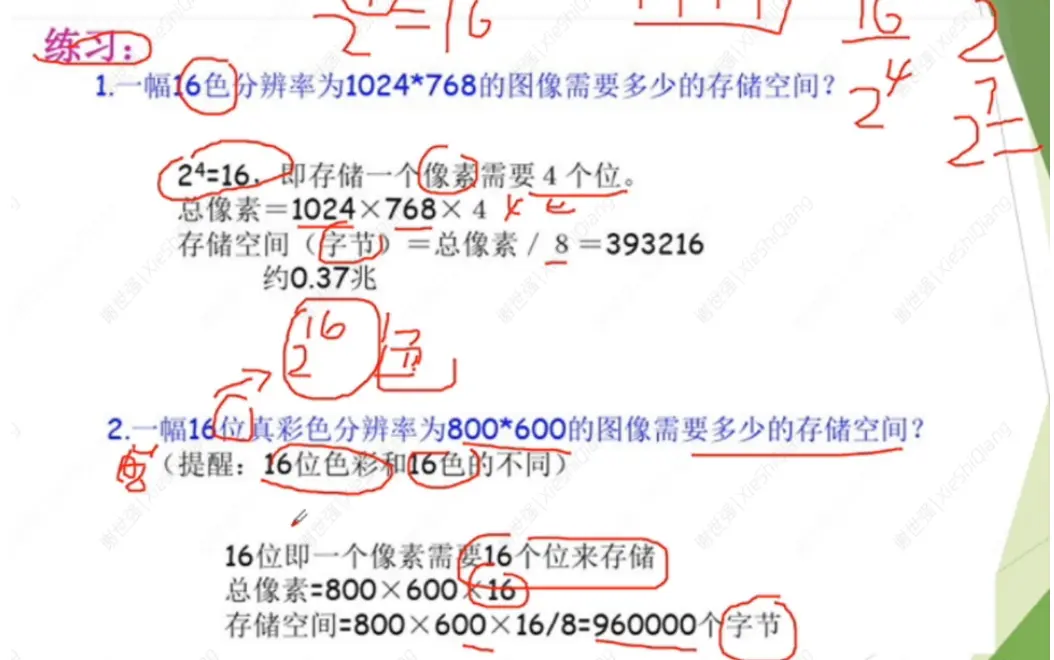 2 = 16
16
2
练习：
1.一幅16色分辨率为1024*768的图像需要多少的存储空间？
2⁴
2⁷
2⁴=16，即存储一个像素需要 4 个位。
总像素＝1024×768× 4
存储空间（字节）＝总像素 / 8 ＝393216
约0.37兆
2¹⁶
2.一幅16位真彩色分辨率为800*600的图像需要多少的存储空间？
（提醒：16位色彩和16色的不同）
16位即一个像素需要16个位来存储
总像素=800×600×16
存储空间=800×600×16/8=960000个字节
谢世强|XieShiQiang